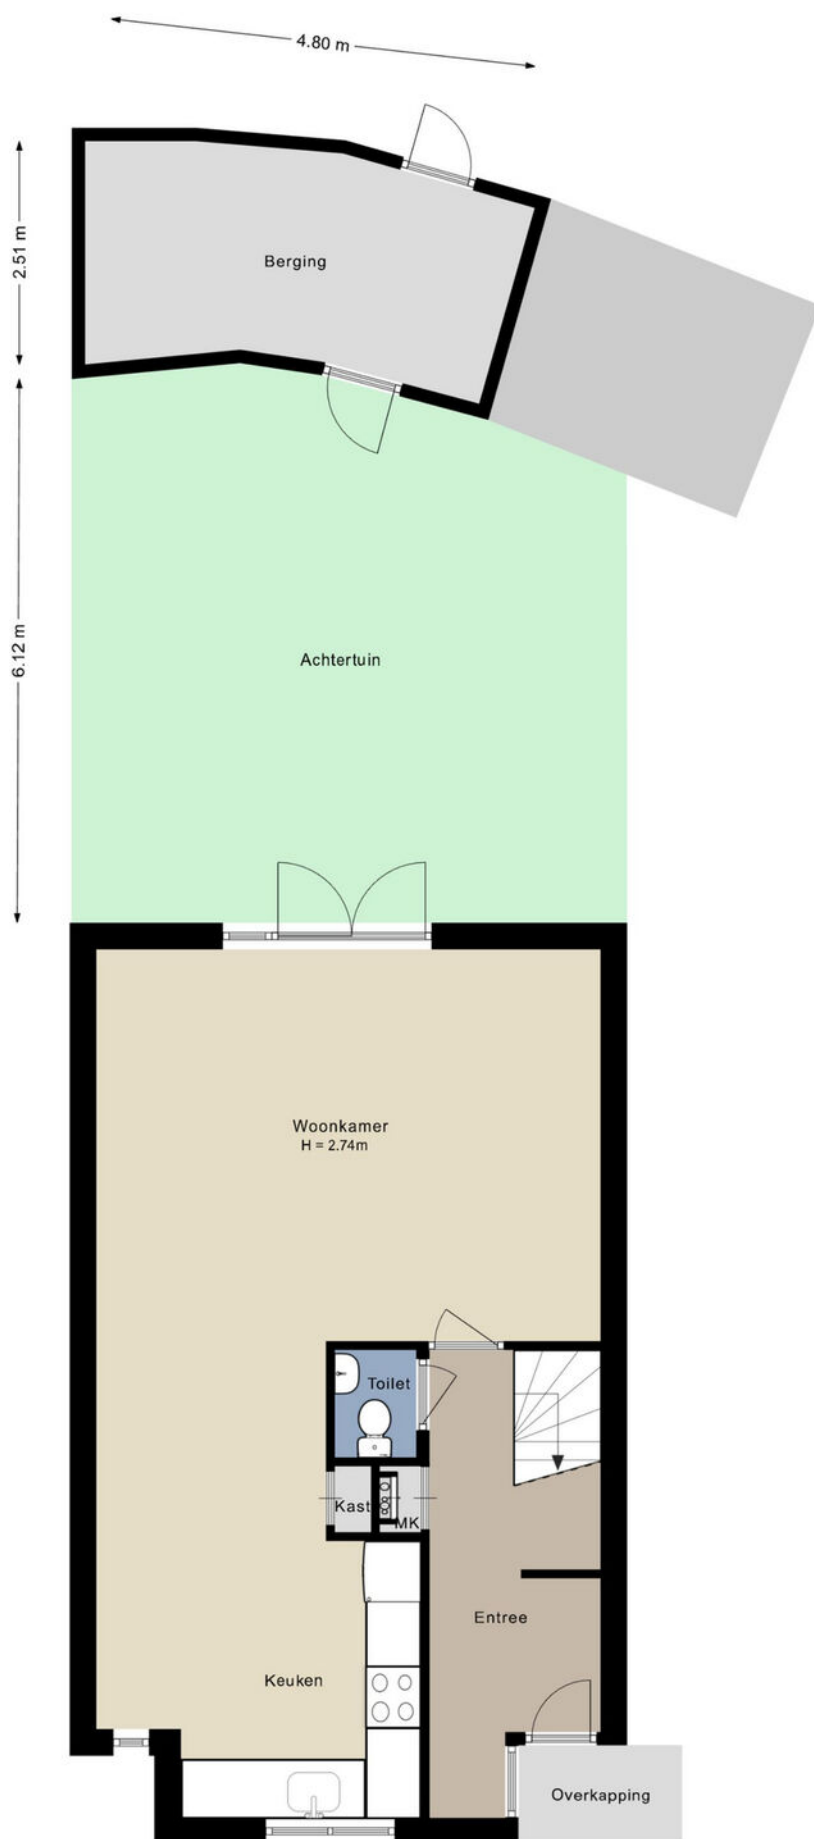 4.80 m
2.51 m
Berging
6.12 m
Achtertuin
Woonkamer
H = 2.74m
Toilet
Kast
MK
Entree
Keuken
Overkapping